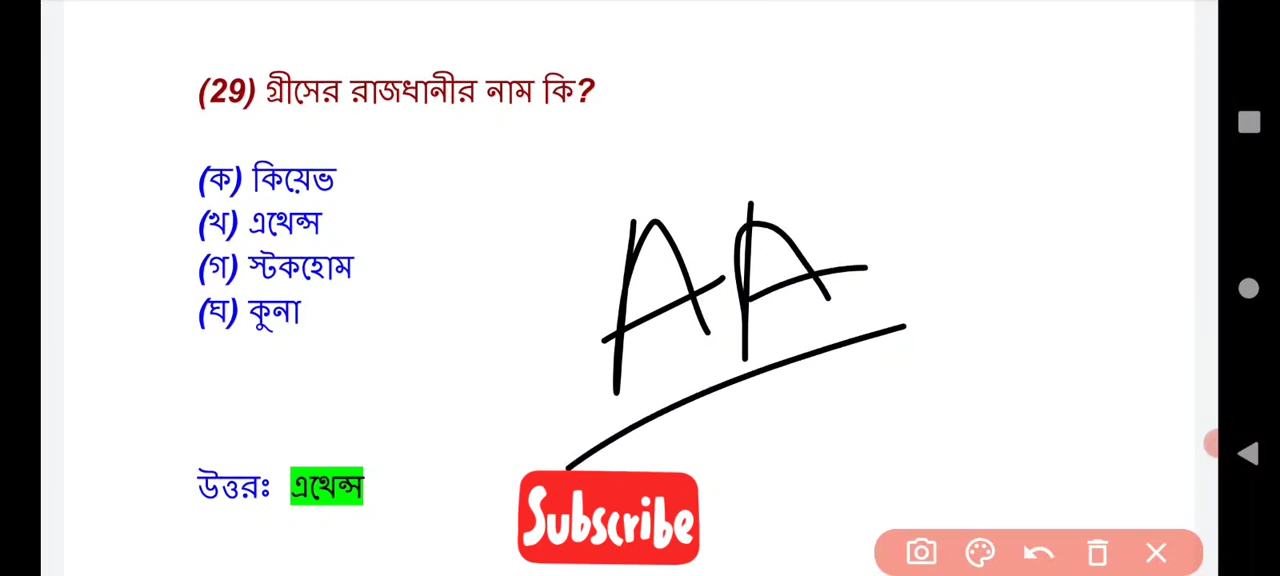 (29) গ্রীসের রাজধানীর নাম কি?
(ক) কিয়েভ
(খ) এথেন্স
(গ) স্টকহোম
(ঘ) কুনা
AA
উত্তরঃ এথেন্স
Subscribe